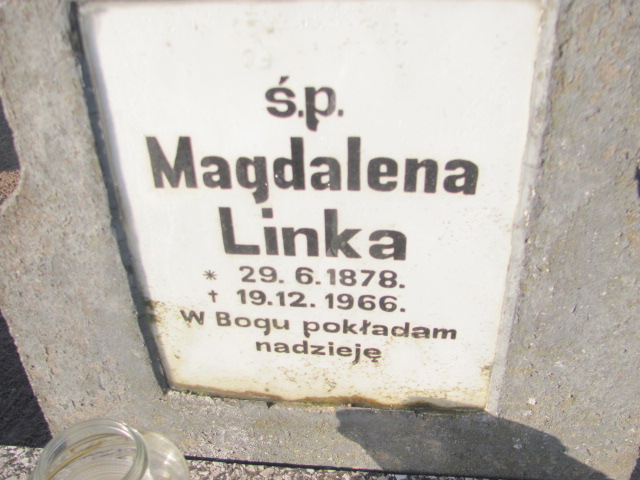 ś.p.
Magdalena
Linka
* 29. 6. 1878.
† 19.12. 1966.
W Bogu pokładam
nadzieję